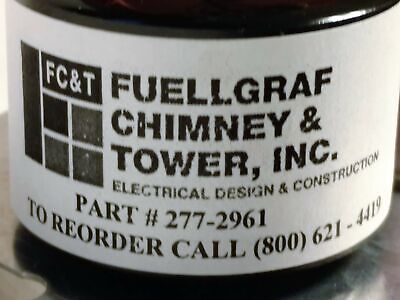 FC&T
FUELLGRAF
CHIMNEY &
TOWER, INC.
ELECTRICAL DESIGN & CONSTRUCTION
PART # 277-2961
TO REORDER CALL (800) 621 - 4419